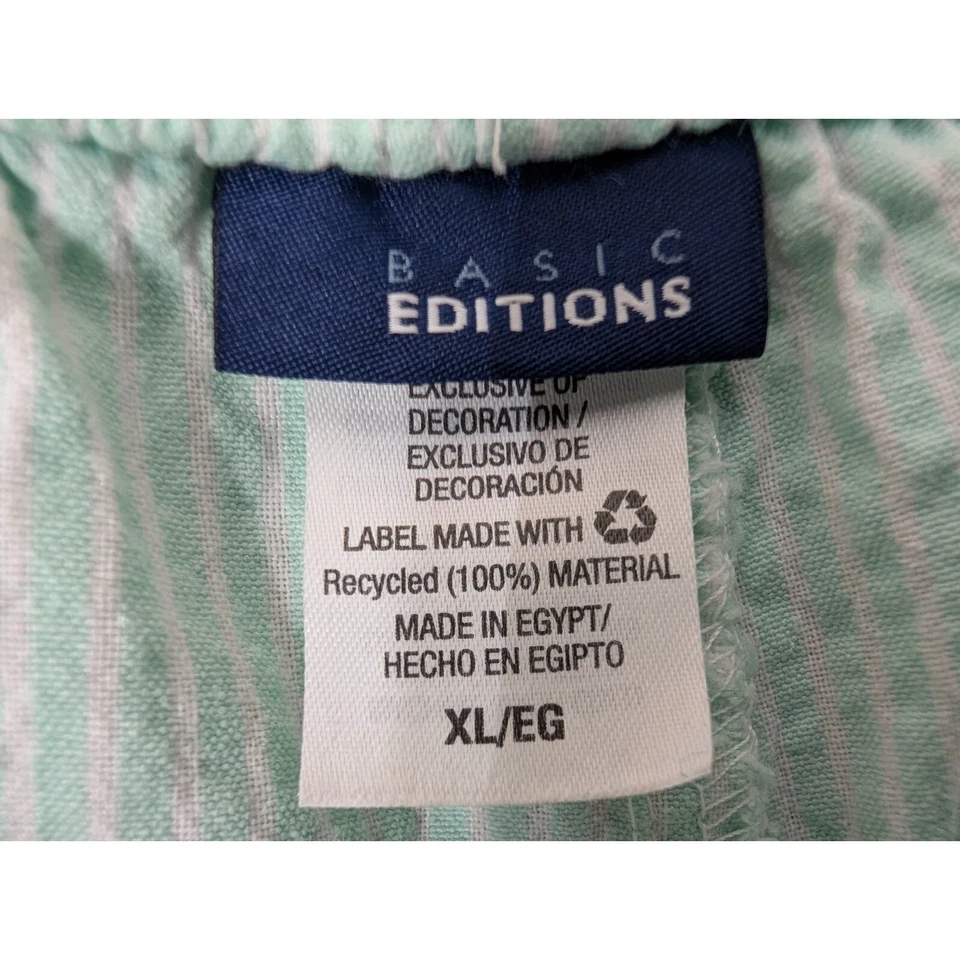 BASIC
EDITIONS
EXCLUSIVE OF
DECORATION /
EXCLUSIVO DE
DECORACIÓN
LABEL MADE WITH
Recycled (100%) MATERIAL
MADE IN EGYPT/
HECHO EN EGIPTO
XL/EG